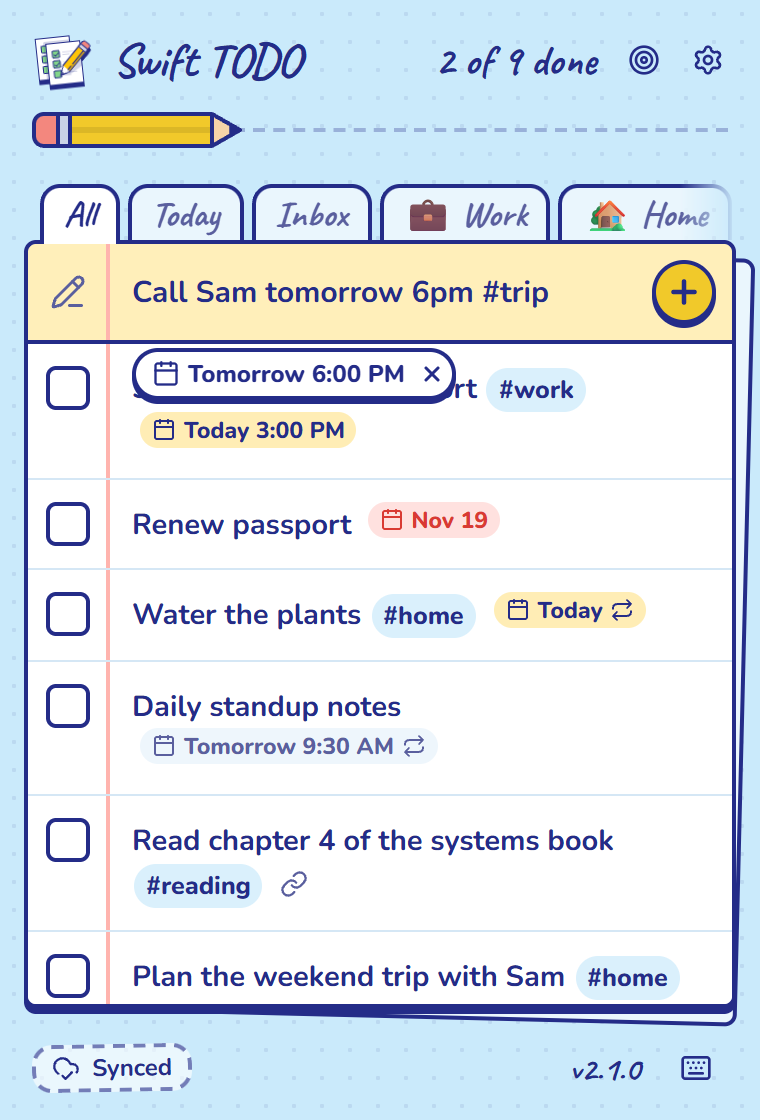 Swift TODO
2 of 9 done
All
Today
Inbox
Work
Home
Call Sam tomorrow 6pm #trip
Tomorrow 6:00 PM
#work
Today 3:00 PM
Renew passport
Nov 19
Water the plants #home
Today
Daily standup notes
Tomorrow 9:30 AM
Read chapter 4 of the systems book
#reading
Plan the weekend trip with Sam #home
Synced
v2.1.0